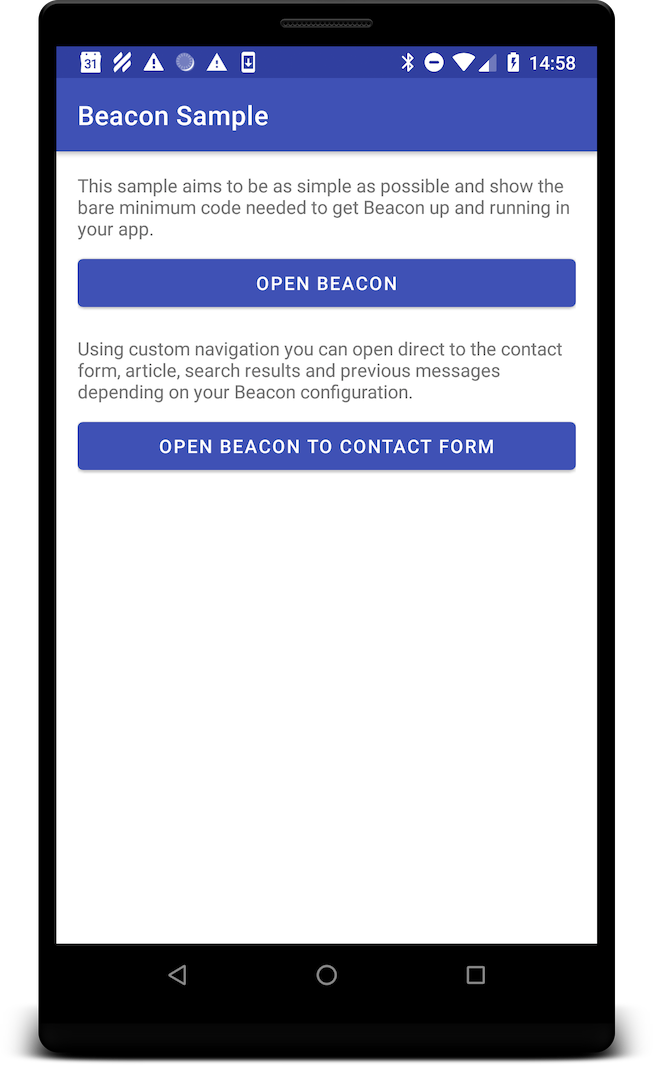 31 14:58
Beacon Sample
This sample aims to be as simple as possible and show the
bare minimum code needed to get Beacon up and running in
your app.
OPEN BEACON
Using custom navigation you can open direct to the contact
form, article, search results and previous messages
depending on your Beacon configuration.
OPEN BEACON TO CONTACT FORM